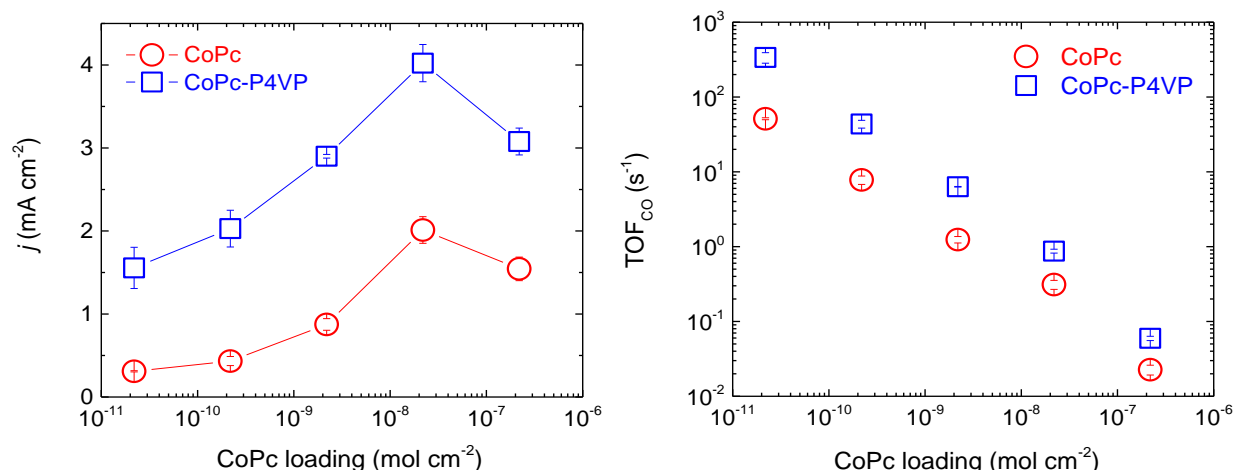 CoPc
CoPc-P4VP
4
3
2
1
0
j (mA cm⁻²)
10⁻¹¹ 10⁻¹⁰ 10⁻⁹ 10⁻⁸ 10⁻⁷ 10⁻⁶
CoPc loading (mol cm⁻²)
CoPc
CoPc-P4VP
10³
10²
10¹
10⁰
10⁻¹
10⁻²
TOF_CO (s⁻¹)
10⁻¹¹ 10⁻¹⁰ 10⁻⁹ 10⁻⁸ 10⁻⁷ 10⁻⁶
CoPc loading (mol cm⁻²)